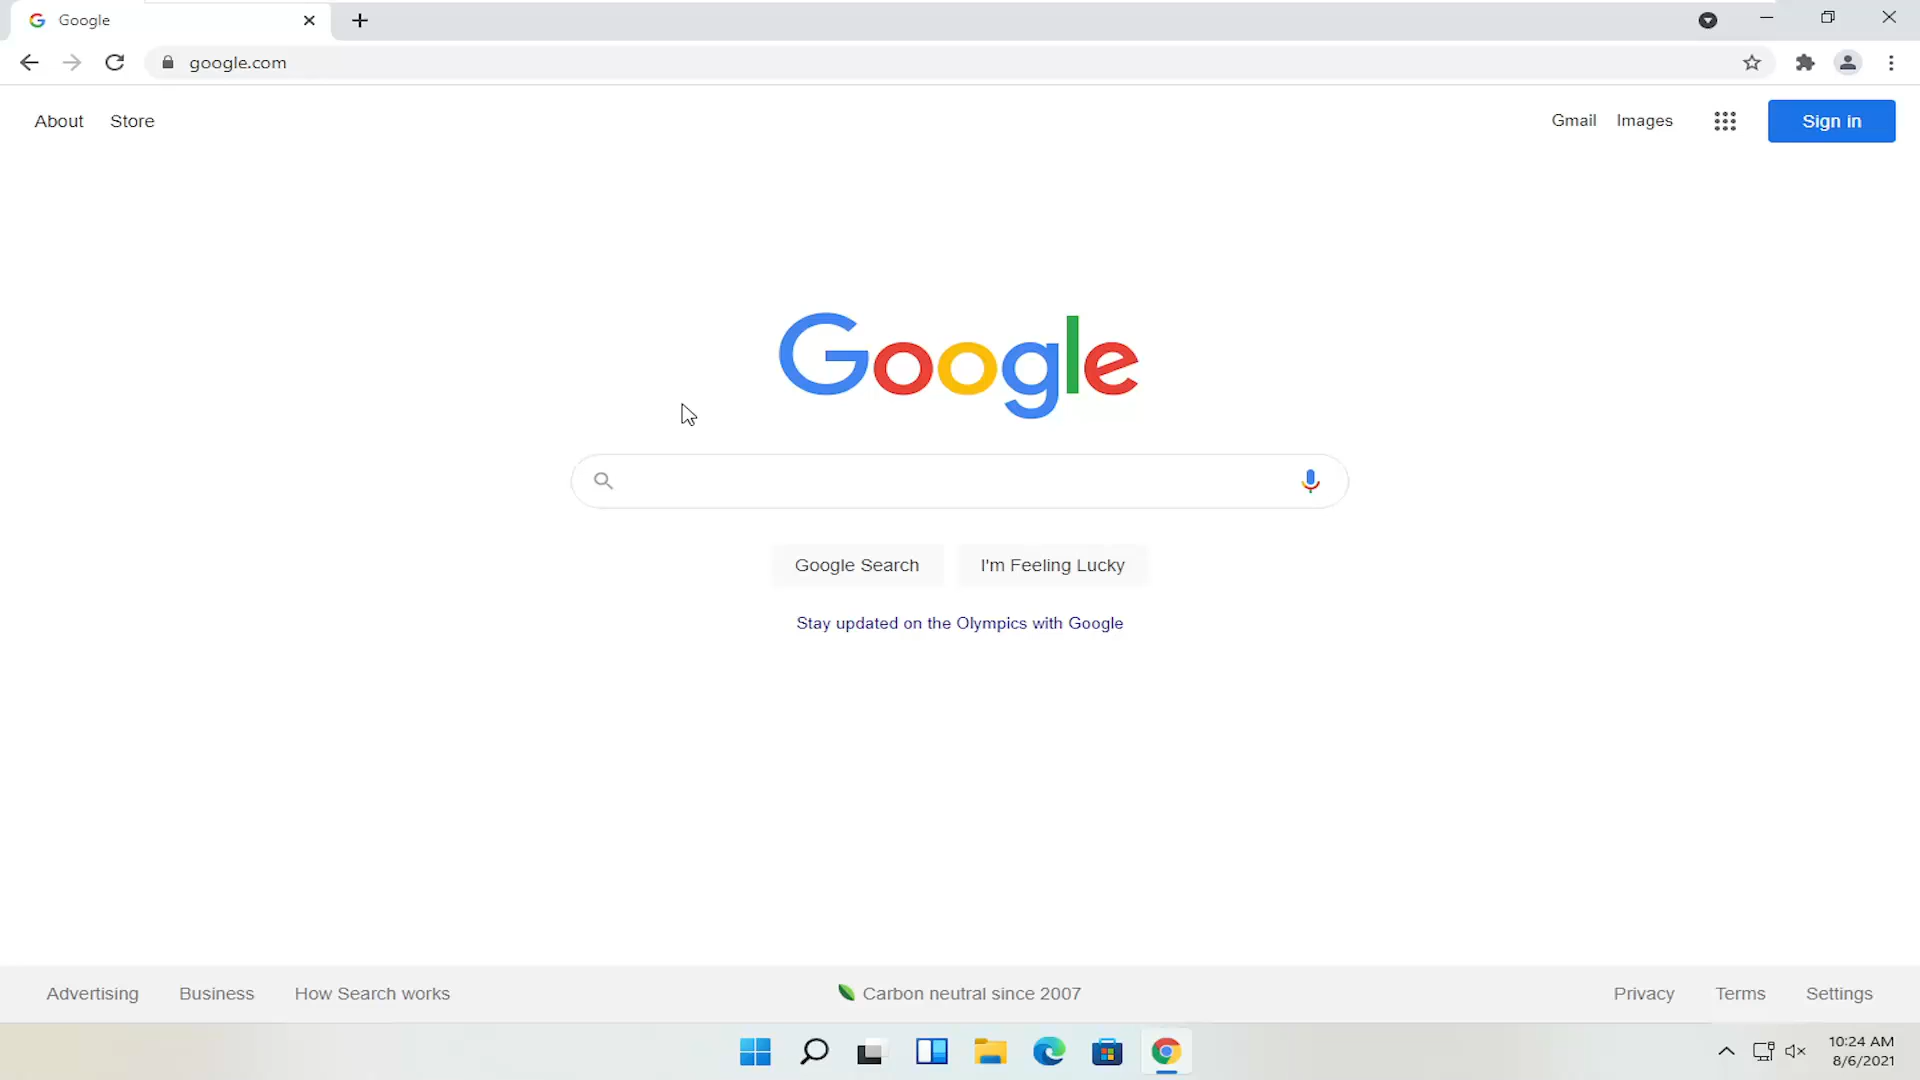 Google
google.com
About Store Gmail Images Sign in
Google
Google Search I'm Feeling Lucky
Stay updated on the Olympics with Google
Advertising Business How Search works Carbon neutral since 2007 Privacy Terms Settings
10:24 AM
8/6/2021